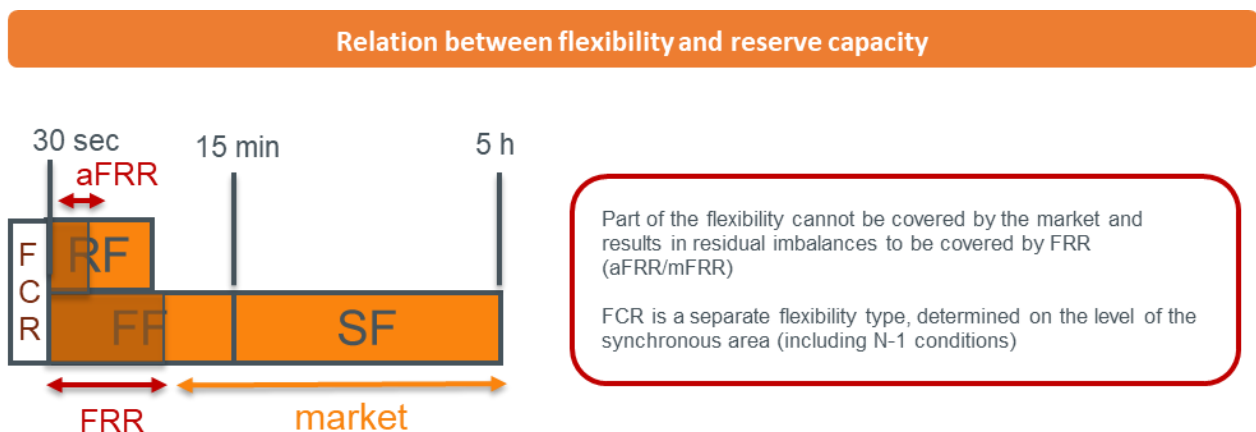 Relation between flexibility and reserve capacity
30 sec
15 min
5 h
aFRR
FCR
RF
FF
SF
FRR
market
Part of the flexibility cannot be covered by the market and
results in residual imbalances to be covered by FRR
(aFRR/mFRR)
FCR is a separate flexibility type, determined on the level of the
synchronous area (including N-1 conditions)